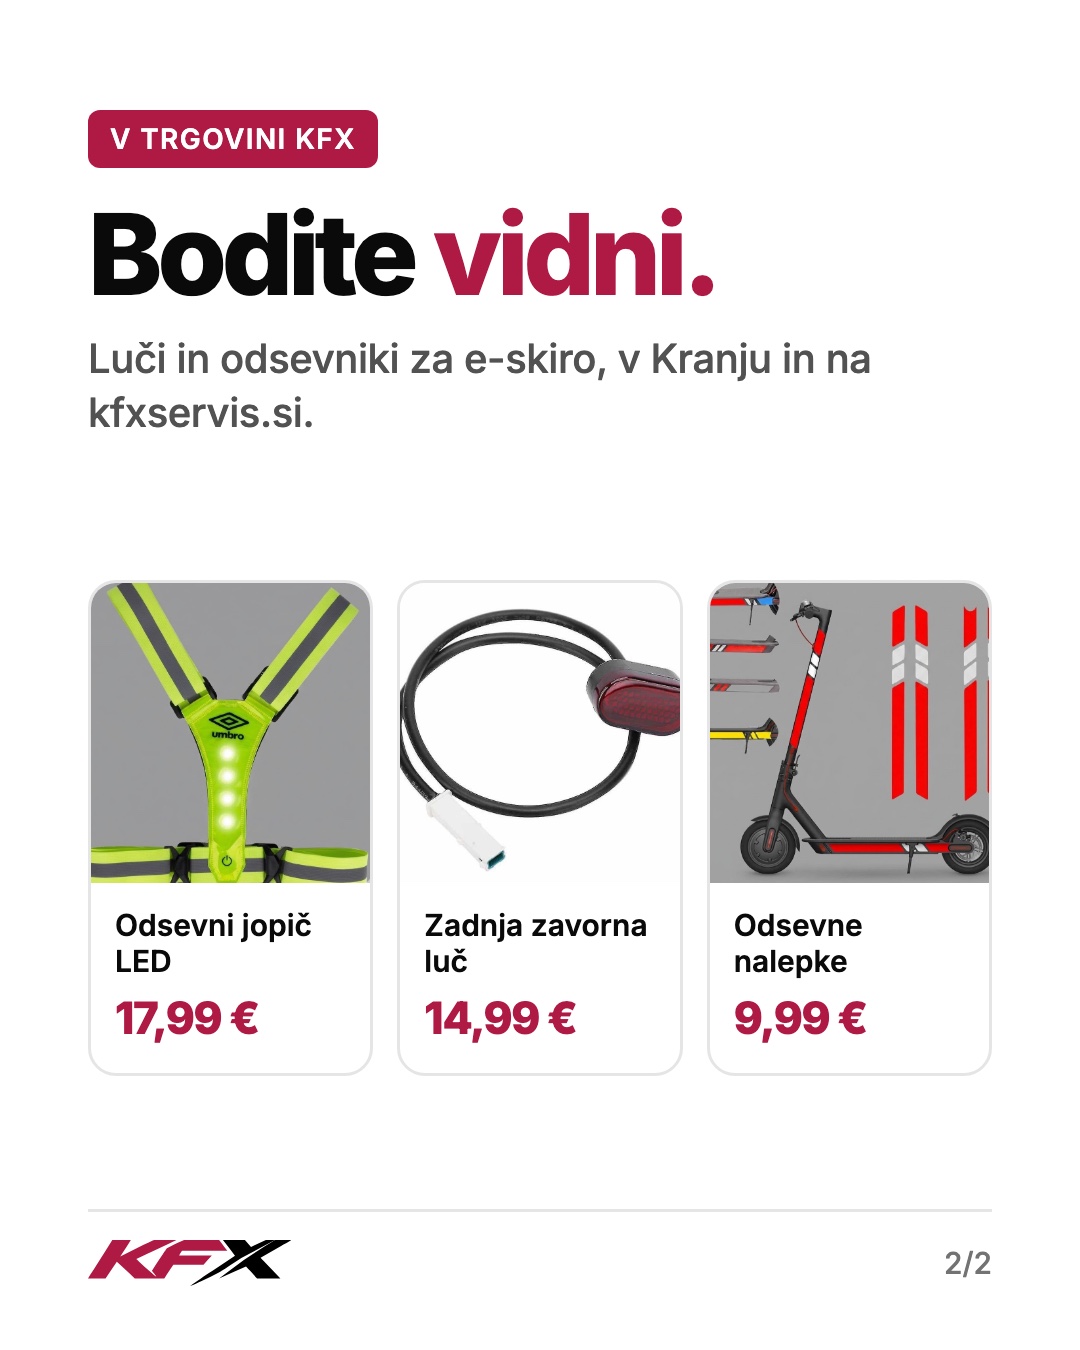 V TRGOVINI KFX
Bodite vidni.
Luči in odsevniki za e-skiro, v Kranju in na
kfxservis.si.
umbro
Odsevni jopič
LED
17,99 €
Zadnja zavorna
luč
14,99 €
Odsevne
nalepke
9,99 €
KFX
2/2